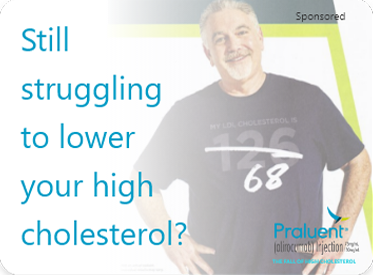 Sponsored
Still
struggling
to lower
your high
cholesterol?
MY LDL CHOLESTEROL IS
126
68
Praluent
(alirocumab) Injection